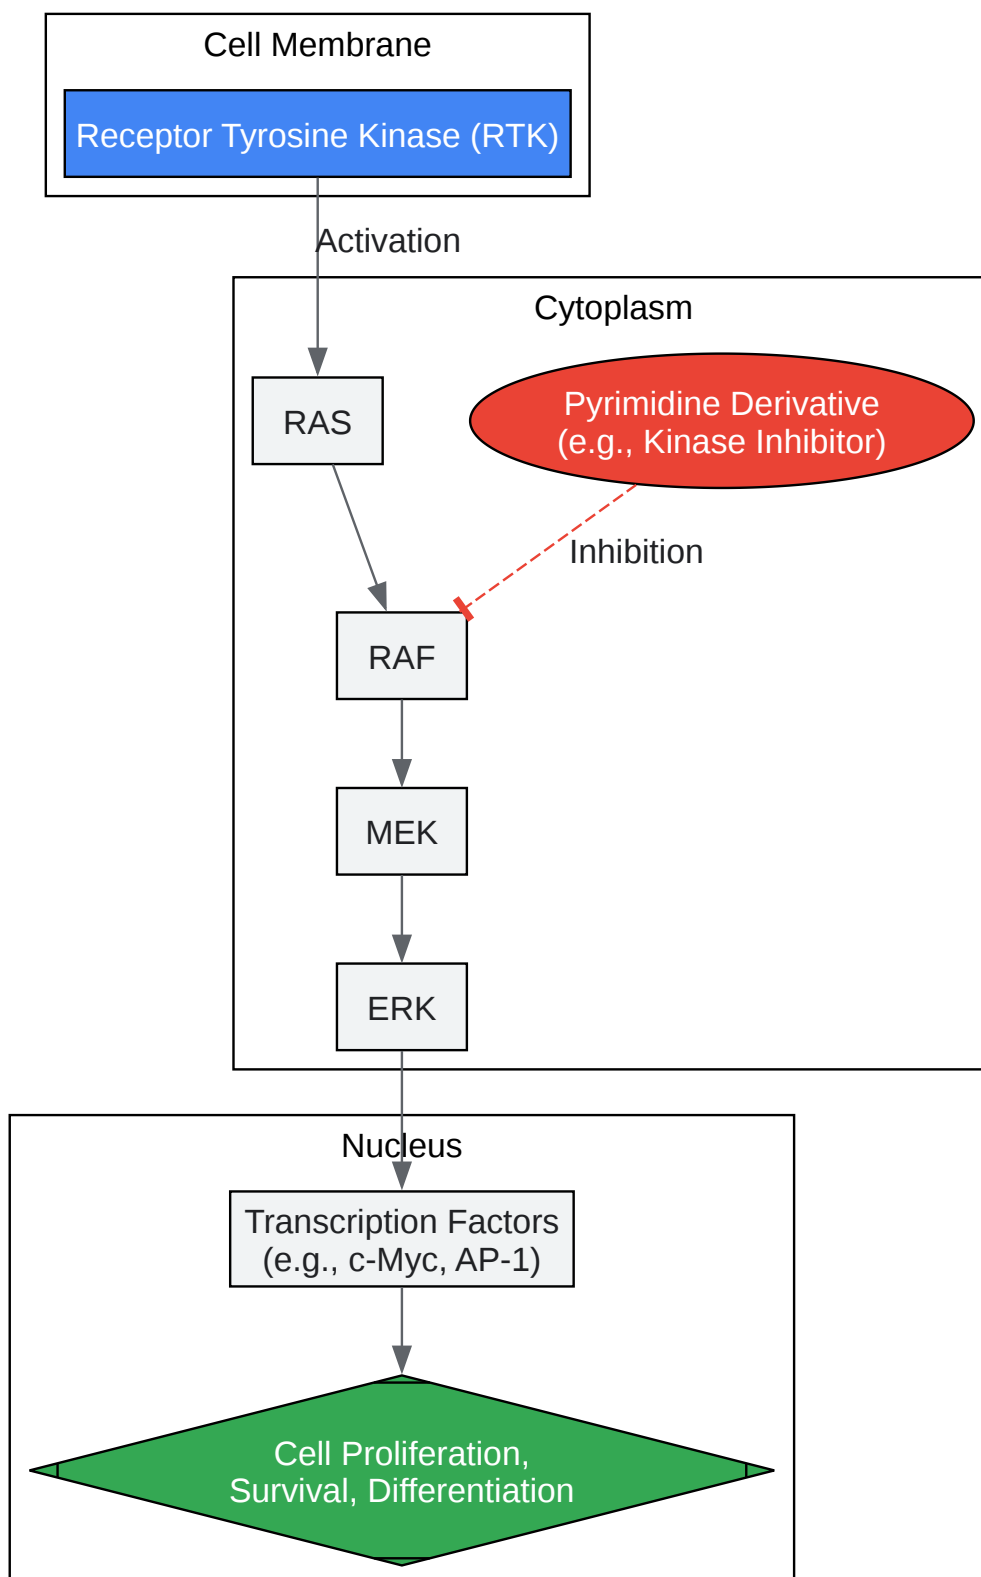 Cell Membrane
Receptor Tyrosine Kinase (RTK)
Activation
Cytoplasm
Pyrimidine Derivative
(e.g., Kinase Inhibitor)
RAS
Inhibition
RAF
MEK
ERK
Nucleus
Transcription Factors
(e.g., c-Myc, AP-1)
Cell Proliferation,
Survival, Differentiation